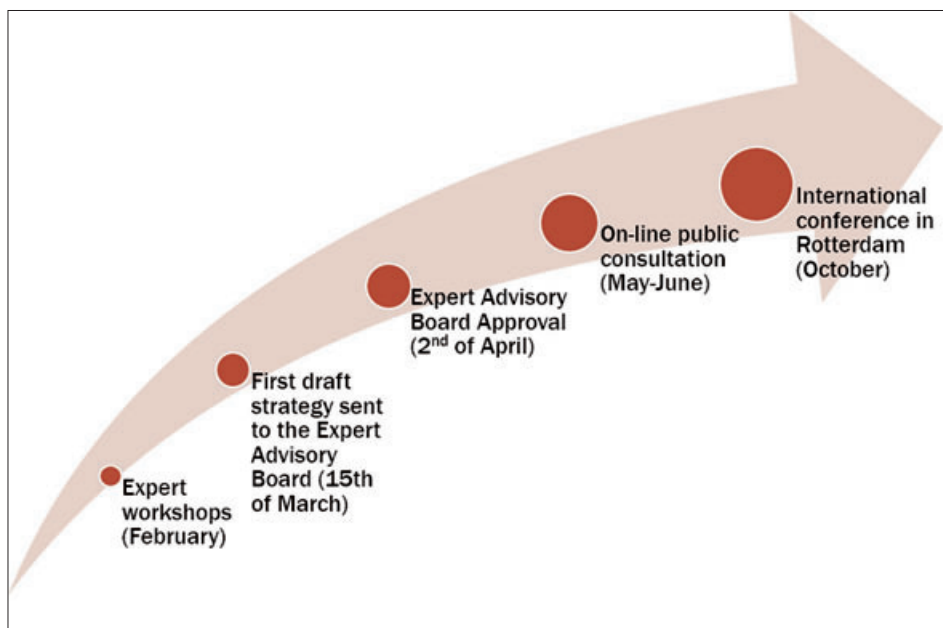 Expert
workshops
(February)
First draft
strategy sent
to the Expert
Advisory
Board (15th
of March)
Expert Advisory
Board Approval
(2nd of April)
On-line public
consultation
(May-June)
International
conference in
Rotterdam
(October)